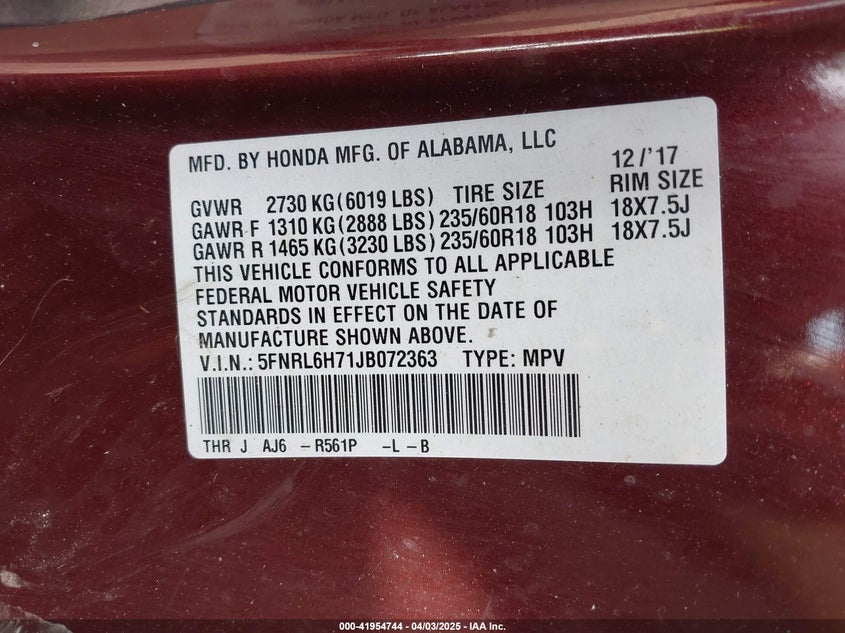 MFD. BY HONDA MFG. OF ALABAMA, LLC 12/'17
GVWR 2730 KG(6019 LBS) TIRE SIZE RIM SIZE
GAWR F 1310 KG(2888 LBS) 235/60R18 103H 18X7.5J
GAWR R 1465 KG(3230 LBS) 235/60R18 103H 18X7.5J
THIS VEHICLE CONFORMS TO ALL APPLICABLE
FEDERAL MOTOR VEHICLE SAFETY
STANDARDS IN EFFECT ON THE DATE OF
MANUFACTURE SHOWN ABOVE.
V.I.N.: 5FNRL6H71JB072363 TYPE: MPV
THR J AJ6 -R561P -L -B
000-41954744 - 04/03/2025 - IAA Inc.